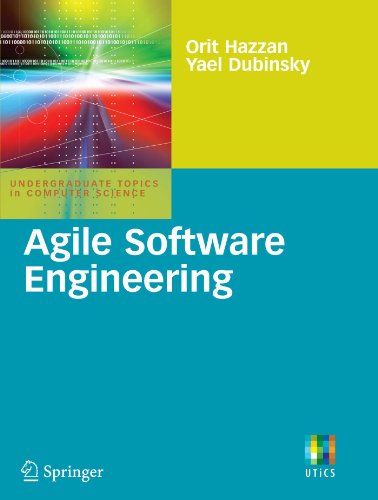 Orit Hazzan
Yael Dubinsky
UNDERGRADUATE TOPICS
in COMPUTER SCIENCE
Agile Software
Engineering
Springer
UTiCS